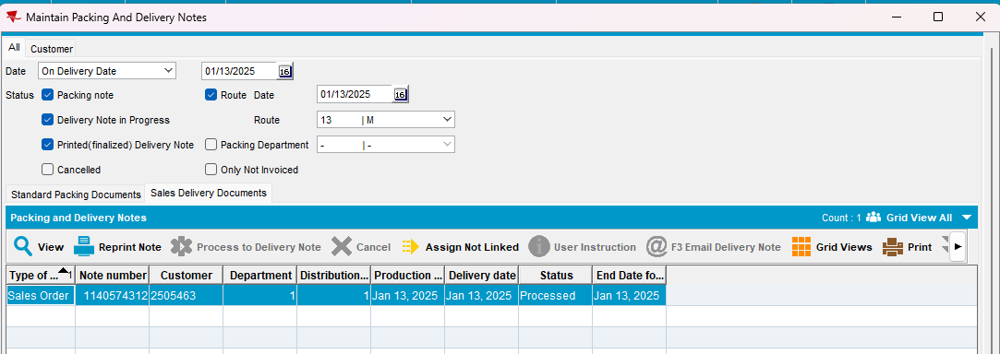 Maintain Packing And Delivery Notes
All Customer
Date On Delivery Date 01/13/2025 16
Status Packing note Route Date 01/13/2025 16
Delivery Note in Progress Route 13 | M
Printed(finalized) Delivery Note Packing Department - | -
Cancelled Only Not Invoiced
Standard Packing Documents Sales Delivery Documents
Packing and Delivery Notes Count : 1 Grid View All
View Reprint Note Process to Delivery Note Cancel Assign Not Linked User Instruction F3 Email Delivery Note Grid Views Print
Type of ... 1 Note number Customer Department Distribution... Production ... Delivery date Status End Date fo...
Sales Order 1140574312 2505463 1 1 Jan 13, 2025 Jan 13, 2025 Processed Jan 13, 2025